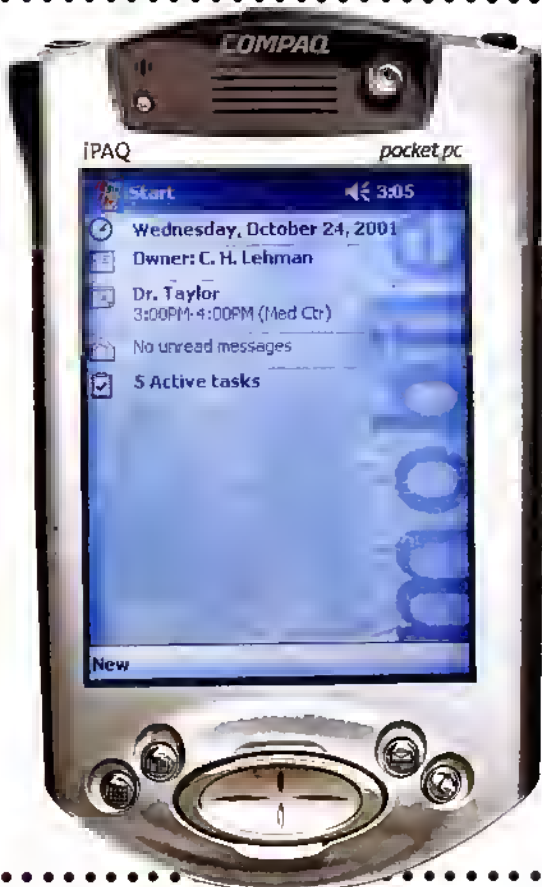 COMPAQ
iPAQ
pocket pc
Start 3:05
Wednesday, October 24, 2001
Owner: C. H. Lehman
Dr. Taylor
3:00PM-4:00PM (Med Ctr)
No unread messages
5 Active tasks
mobile
New